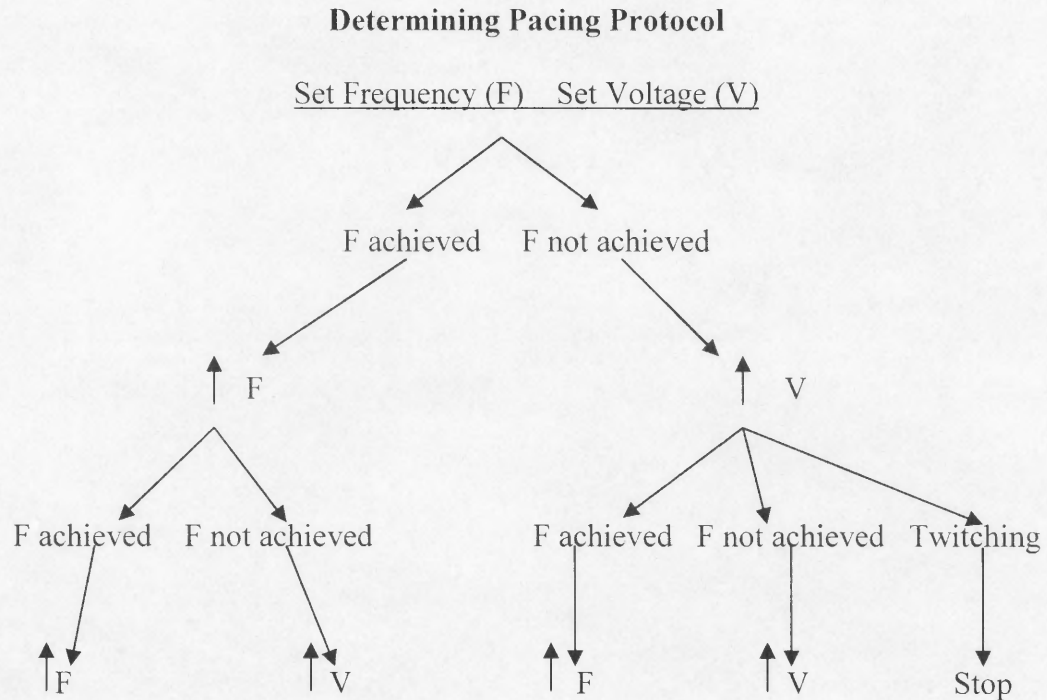 Determining Pacing Protocol
Set Frequency (F) Set Voltage (V)
F achieved F not achieved
F V
F achieved F not achieved F achieved F not achieved Twitching
F V F V Stop